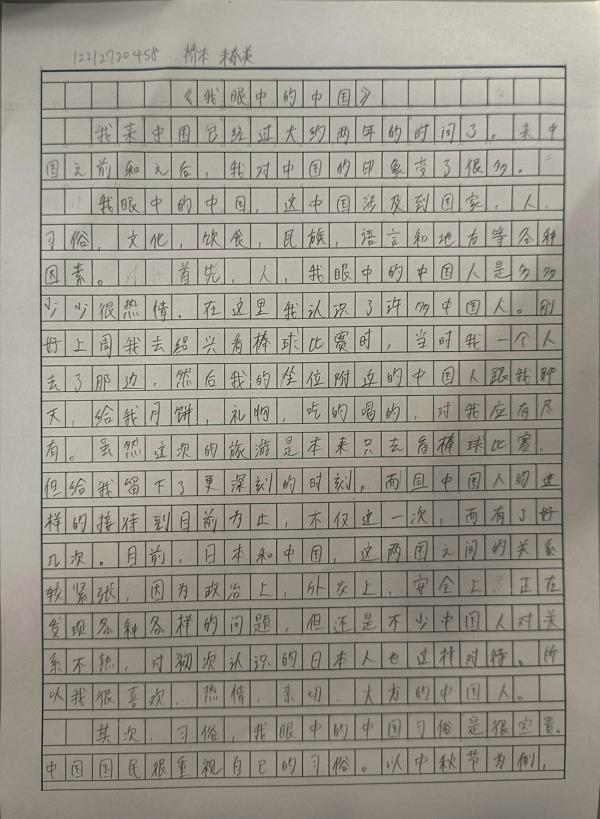 12212720458 桥本 未来美
《我眼中的中国》
我来中国已经过大约两年的时间了。来中
国之前和之后，我对中国的印象变了很多。
我眼中的中国，这中国涉及到国家，人，
习俗，文化，饮食，民族，语言和地方等各种
因素。 首先，人，我眼中的中国人是多多
少少很热情。在这里我认识了许多中国人。刚
好上周我去绍兴看棒球比赛时，当时我一个人
去了那边，然后我的坐位附近的中国人跟我聊
天，给我月饼，礼物，吃的喝的，对我应有尽
有。虽然这次的旅游是本来只去看棒球比赛，
但给我留下了更深刻的时刻，而且中国人的这
样的接待到目前为止，不仅这一次，而有了好
几次。目前，日本和中国，这两国之间的关系
较紧张，因为政治上，外交上，安全上 正在
发现各种各样的问题，但还是不少中国人对关
系不熟，对初次认识的日本人也这样对待。所
以我很喜欢，热情，亲切，大方的中国人。
其次，习俗，我眼中的中国习俗是很宝贵。
中国国民很重视自己的习俗。以中秋节为例，